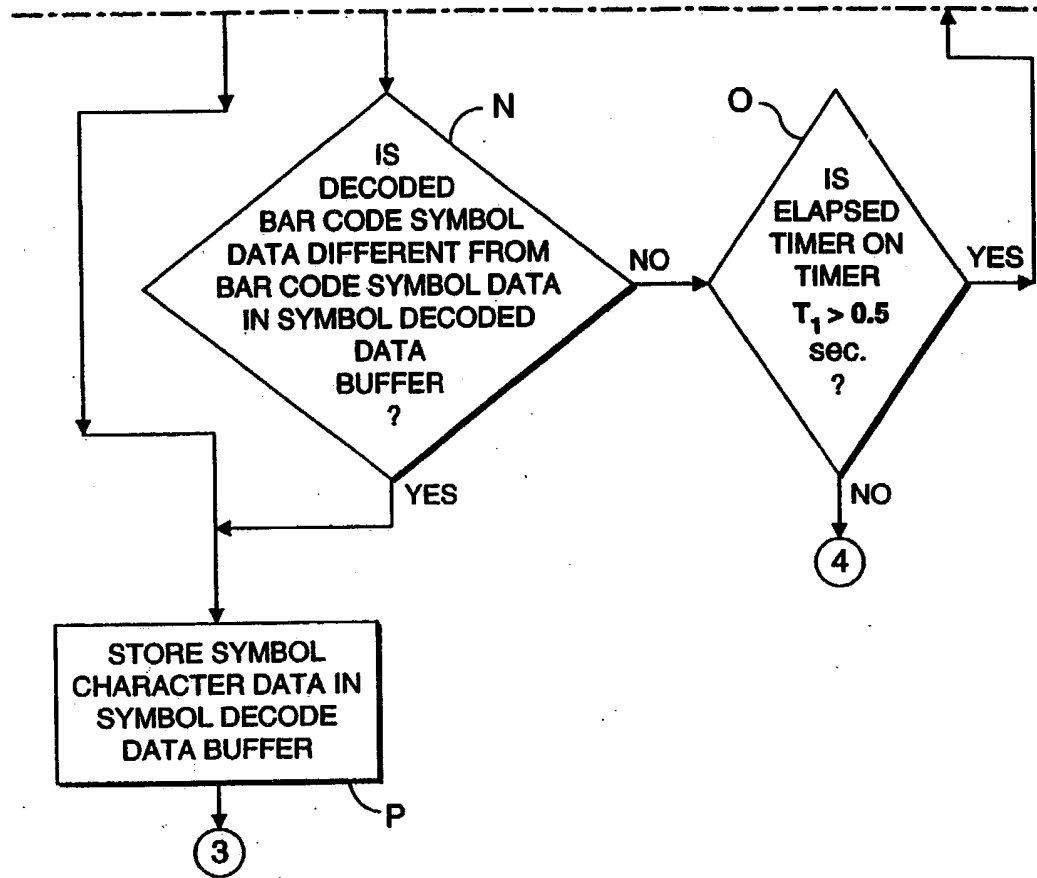 N
IS
DECODED
BAR CODE SYMBOL
DATA DIFFERENT FROM
BAR CODE SYMBOL DATA
IN SYMBOL DECODED
DATA
BUFFER
?
NO
YES
O
IS
ELAPSED
TIMER ON
TIMER
T₁ > 0.5
sec.
?
YES
NO
4
STORE SYMBOL
CHARACTER DATA IN
SYMBOL DECODE
DATA BUFFER
P
3